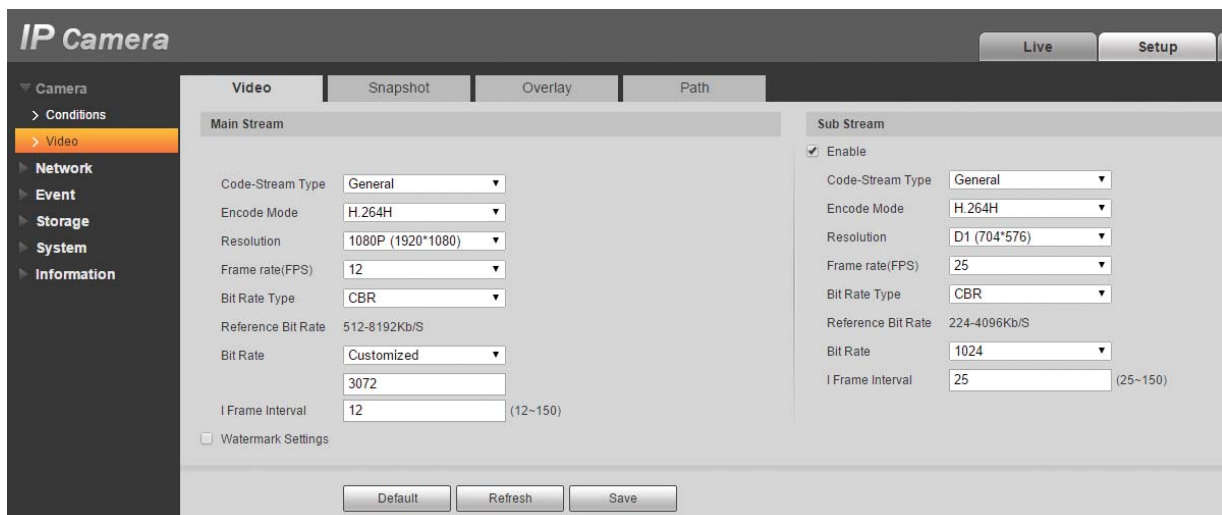 IP Camera
Live
Setup
Camera
Conditions
Video
Network
Event
Storage
System
Information
Video
Snapshot
Overlay
Path
Main Stream
Code-Stream Type
General
Encode Mode
H.264H
Resolution
1080P (1920*1080)
Frame rate(FPS)
12
Bit Rate Type
CBR
Reference Bit Rate
512-8192Kb/S
Bit Rate
Customized
3072
I Frame Interval
12
(12~150)
Watermark Settings
Sub Stream
Enable
Code-Stream Type
General
Encode Mode
H.264H
Resolution
D1 (704*576)
Frame rate(FPS)
25
Bit Rate Type
CBR
Reference Bit Rate
224-4096Kb/S
Bit Rate
1024
I Frame Interval
25
(25~150)
Default
Refresh
Save